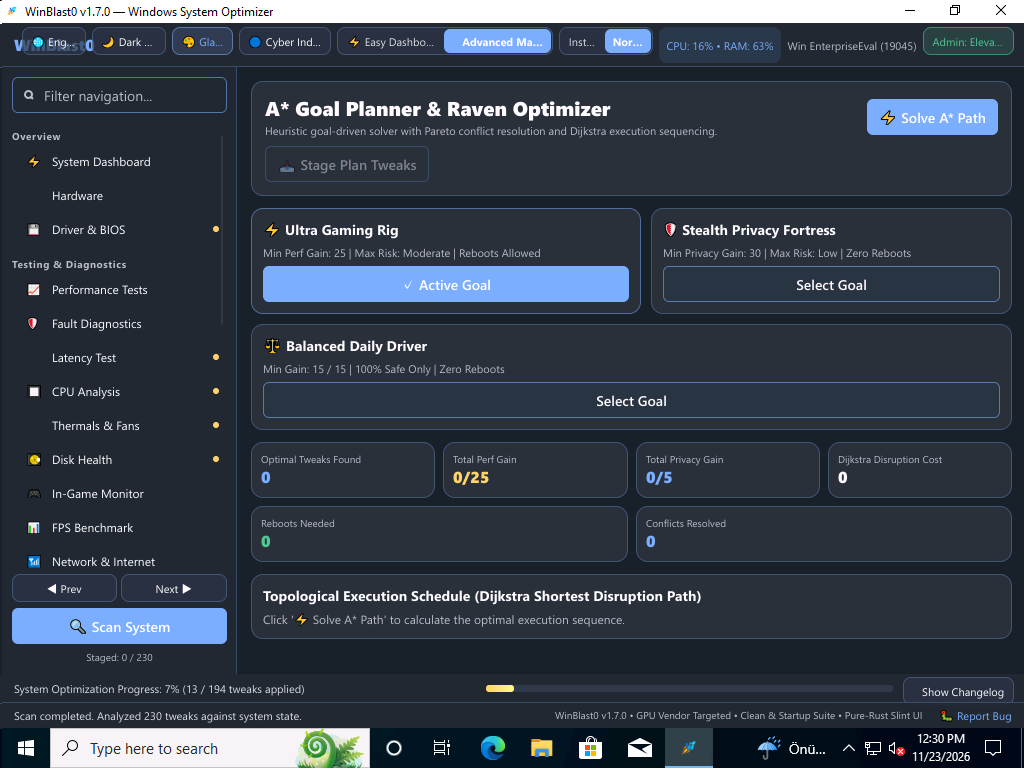 WinBlast0 v1.7.0 — Windows System Optimizer
Eng...
Dark ...
Gla...
Cyber Ind...
Easy Dashbo...
Advanced Ma...
Inst...
Nor...
CPU: 16% • RAM: 63%
Win EnterpriseEval (19045)
Admin: Eleva...
Filter navigation...
Overview
System Dashboard
Hardware
Driver & BIOS
Testing & Diagnostics
Performance Tests
Fault Diagnostics
Latency Test
CPU Analysis
Thermals & Fans
Disk Health
In-Game Monitor
FPS Benchmark
Network & Internet
◀ Prev
Next ▶
Scan System
Staged: 0 / 230
A* Goal Planner & Raven Optimizer
Heuristic goal-driven solver with Pareto conflict resolution and Dijkstra execution sequencing.
Solve A* Path
Stage Plan Tweaks
Ultra Gaming Rig
Min Perf Gain: 25 | Max Risk: Moderate | Reboots Allowed
✓ Active Goal
Stealth Privacy Fortress
Min Privacy Gain: 30 | Max Risk: Low | Zero Reboots
Select Goal
Balanced Daily Driver
Min Gain: 15 / 15 | 100% Safe Only | Zero Reboots
Select Goal
Optimal Tweaks Found
0
Total Perf Gain
0/25
Total Privacy Gain
0/5
Dijkstra Disruption Cost
0
Reboots Needed
0
Conflicts Resolved
0
Topological Execution Schedule (Dijkstra Shortest Disruption Path)
Click '⚡ Solve A* Path' to calculate the optimal execution sequence.
System Optimization Progress: 7% (13 / 194 tweaks applied)
Show Changelog
Scan completed. Analyzed 230 tweaks against system state.
WinBlast0 v1.7.0 • GPU Vendor Targeted • Clean & Startup Suite • Pure-Rust Slint UI
Report Bug
Type here to search
Önü...
12:30 PM
11/23/2026